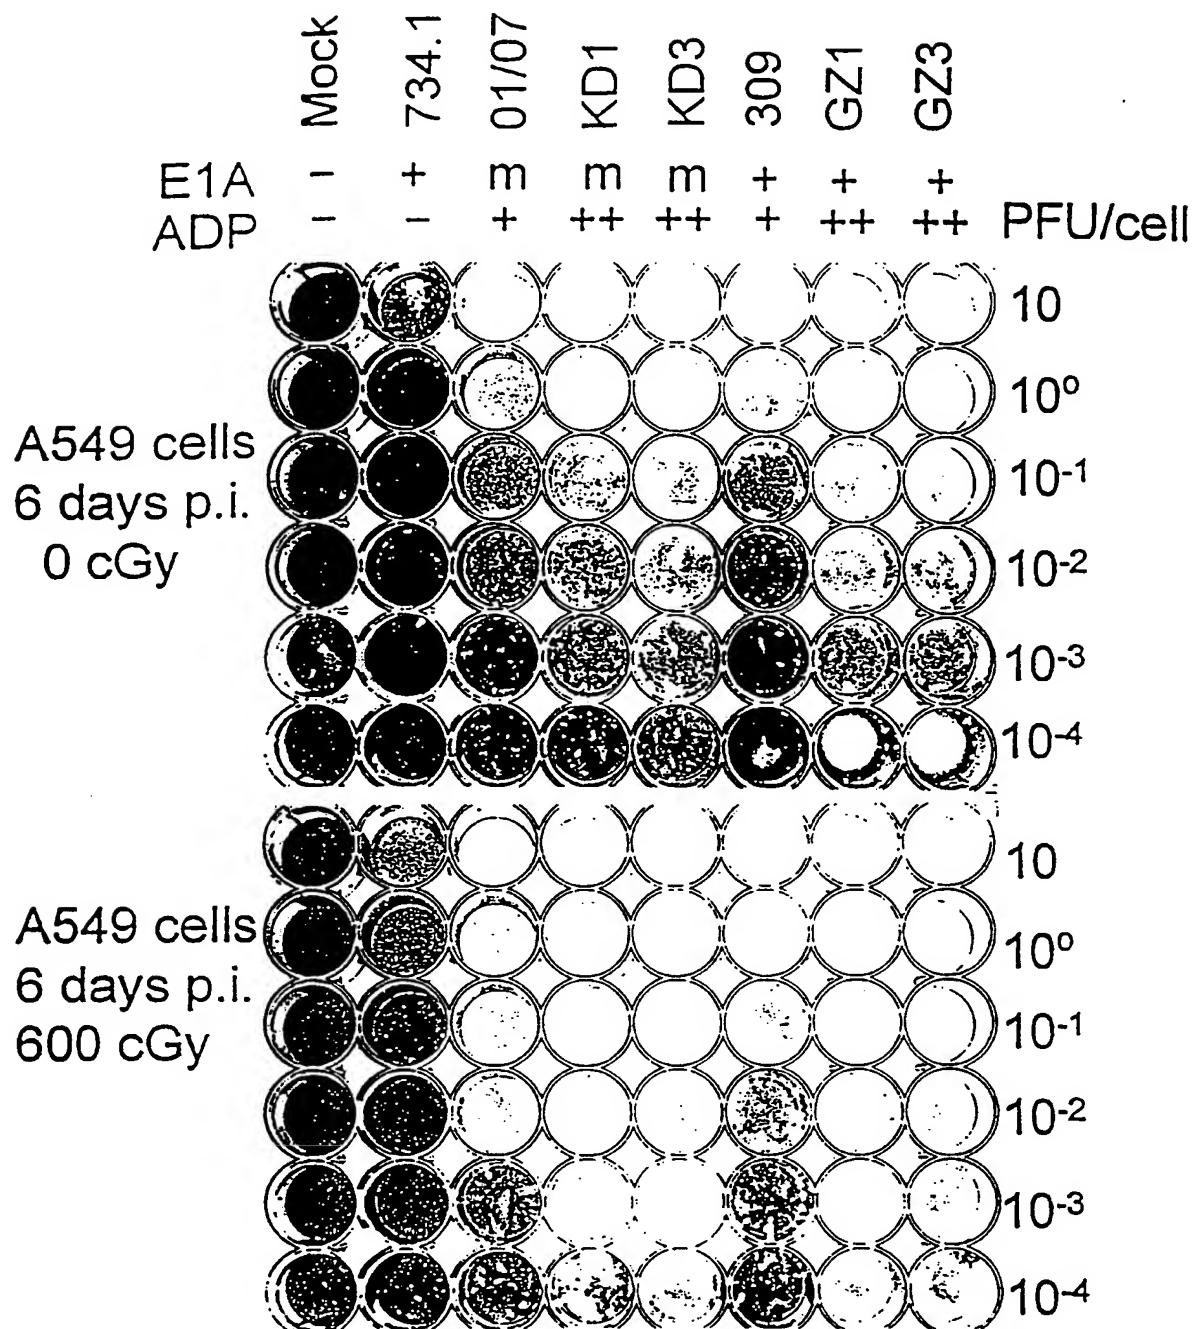 Mock 734.1 01/07 KD1 KD3 309 GZ1 GZ3
E1A - + m m m + + +
ADP - - + ++ ++ + ++ ++ PFU/cell
10
10⁰
A549 cells
6 days p.i.
0 cGy
10⁻¹
10⁻²
10⁻³
10⁻⁴
10
A549 cells
6 days p.i.
600 cGy
10⁰
10⁻¹
10⁻²
10⁻³
10⁻⁴